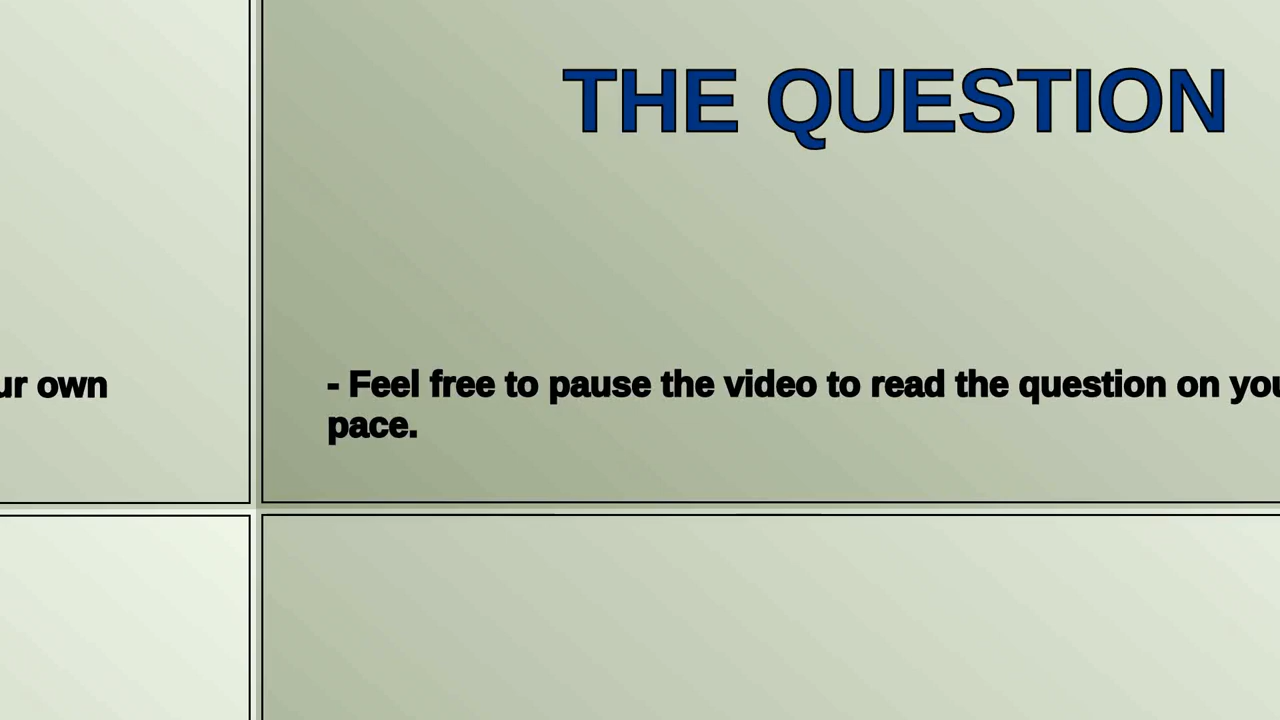 THE QUESTION
ur own
- Feel free to pause the video to read the question on you
pace.